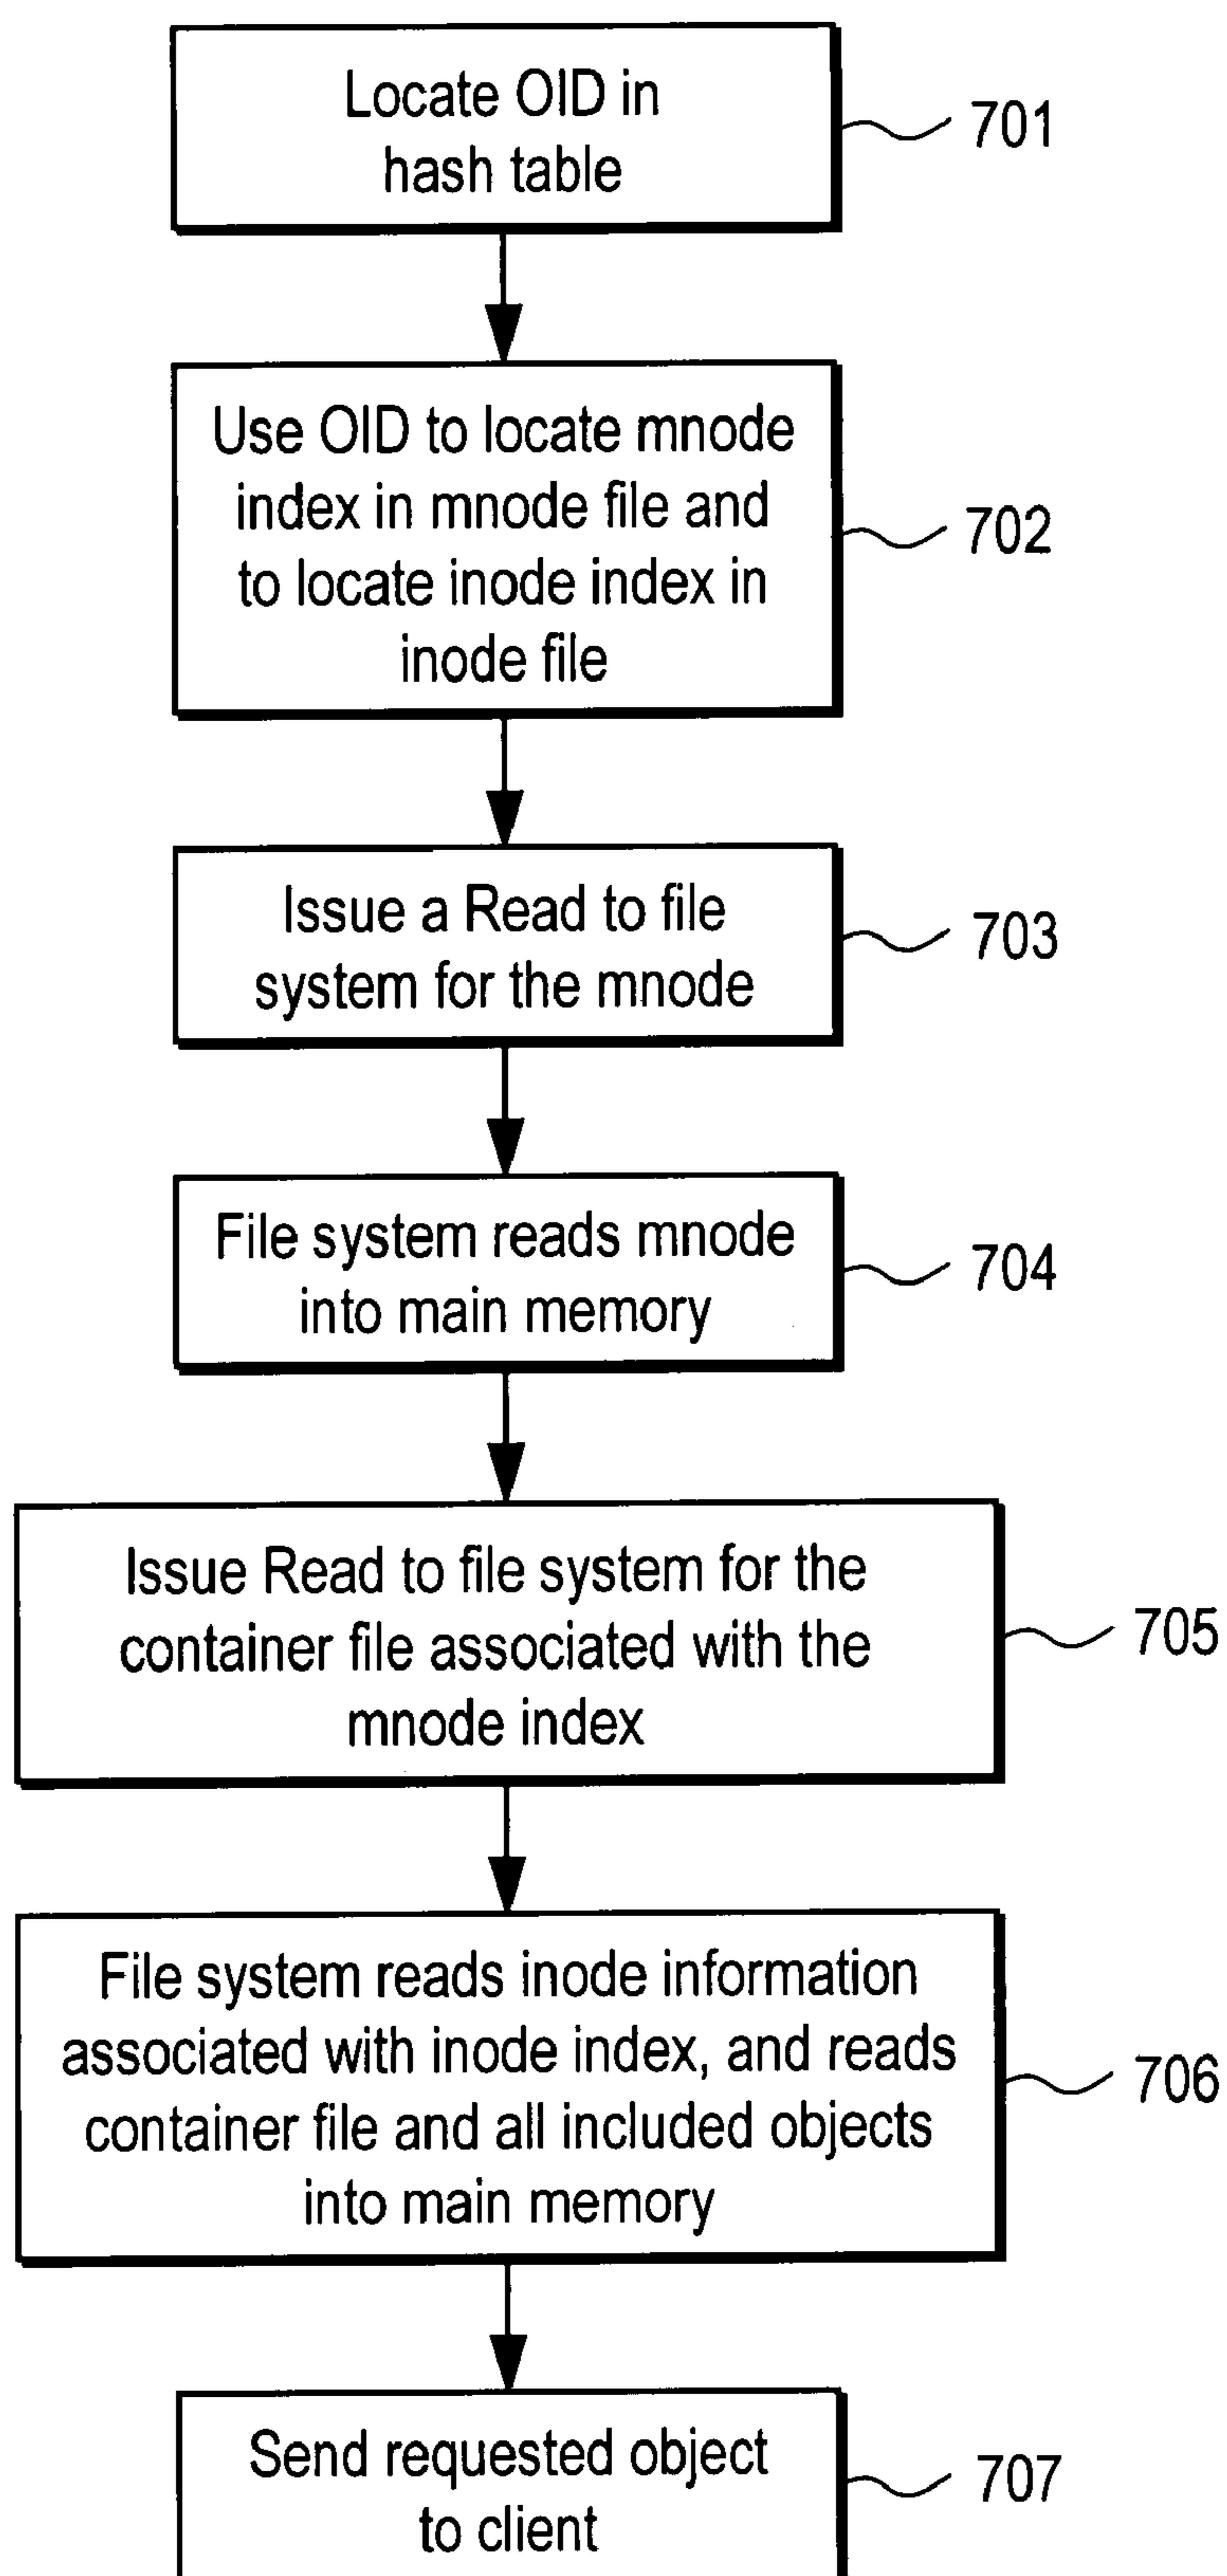 Locate OID in
hash table
701
Use OID to locate mnode
index in mnode file and
to locate inode index in
inode file
702
Issue a Read to file
system for the mnode
703
File system reads mnode
into main memory
704
Issue Read to file system for the
container file associated with the
mnode index
705
File system reads inode information
associated with inode index, and reads
container file and all included objects
into main memory
706
Send requested object
to client
707